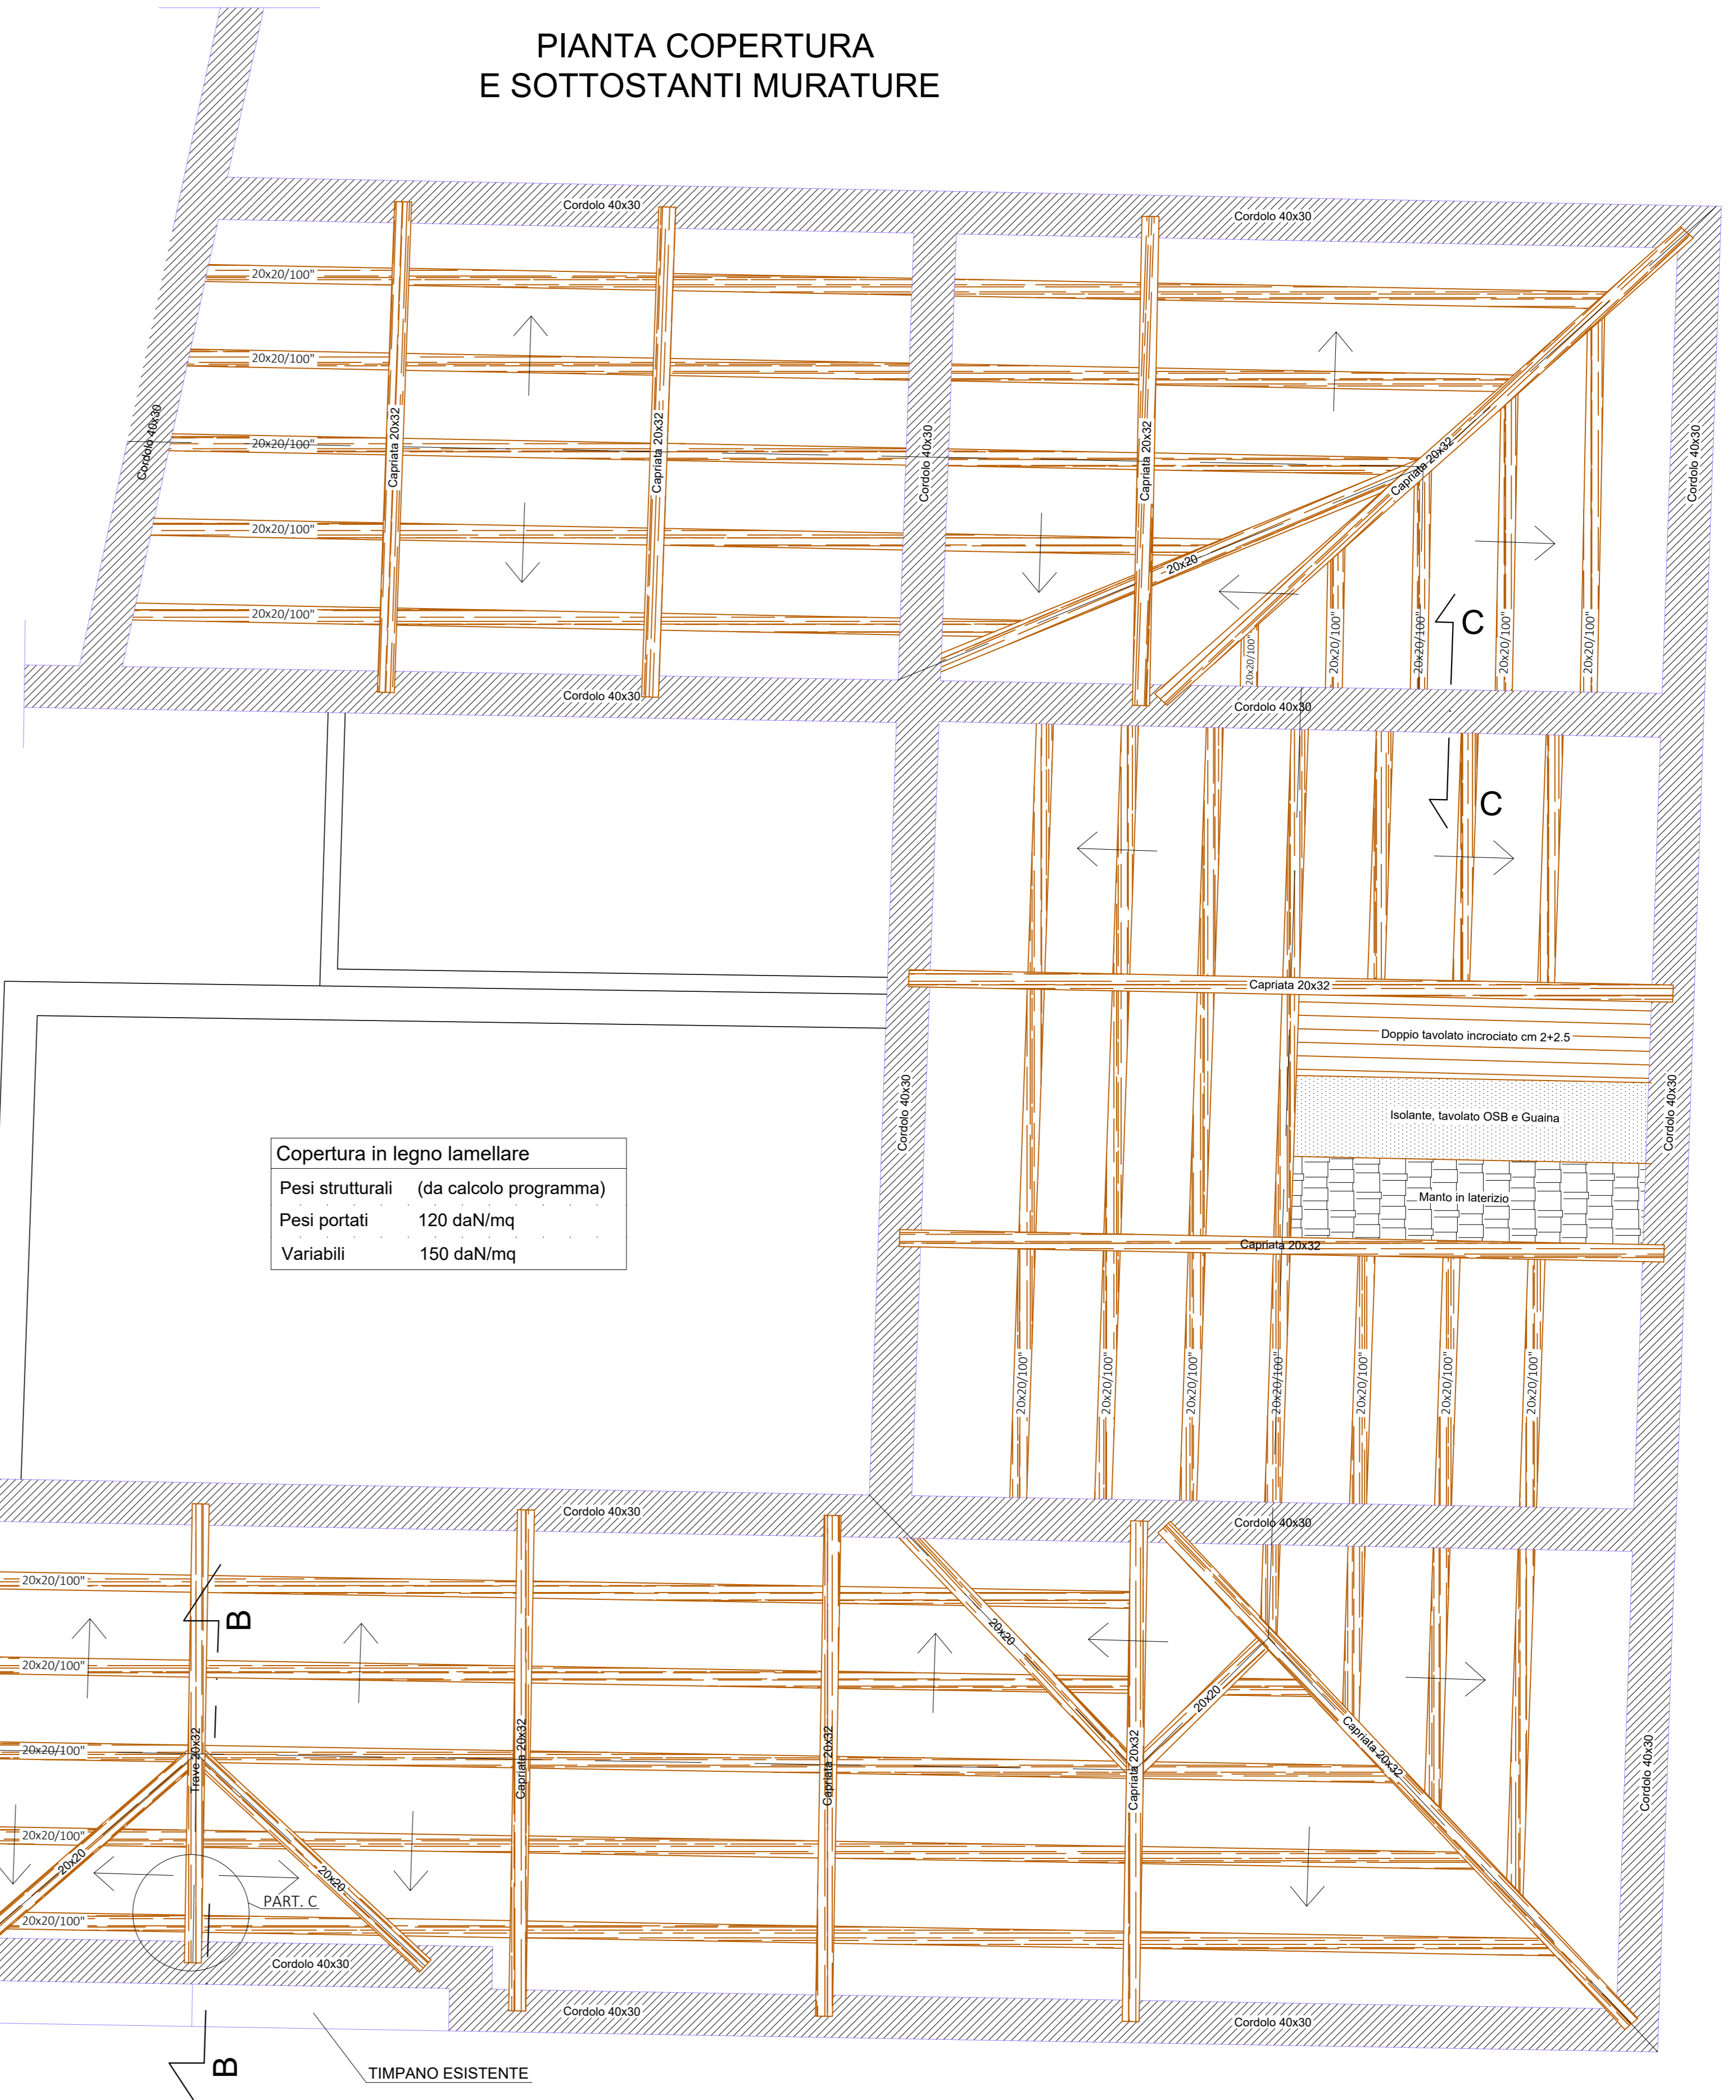 PIANTA COPERTURA
E SOTTOSTANTI MURATURE
Cordolo 40x30
Cordolo 40x30
20x20/100"
20x20/100"
20x20/100"
20x20/100"
20x20/100"
Cordolo 40x30
Capriata 20x32
Capriata 20x32
Cordolo 40x30
Capriata 20x32
Capriata 20x32
Cordolo 40x30
20x20
20x20/100"
20x20/100"
20x20/100"
20x20/100"
20x20/100"
C
Cordolo 40x30
Cordolo 40x30
C
Capriata 20x32
Doppio tavolato incrociato cm 2+2.5
Isolante, tavolato OSB e Guaina
Manto in laterizio
Cordolo 40x30
Cordolo 40x30
Capriata 20x32
Copertura in legno lamellare
Pesi strutturali (da calcolo programma)
Pesi portati 120 daN/mq
Variabili 150 daN/mq
20x20/100"
20x20/100"
20x20/100"
20x20/100"
20x20/100"
20x20/100"
20x20/100"
Cordolo 40x30
Cordolo 40x30
20x20/100"
20x20/100"
20x20/100"
20x20/100"
20x20/100"
B
Trave 20x32
Capriata 20x32
Capriata 20x32
Capriata 20x32
20x20
20x20
Capriata 20x32
Cordolo 40x30
20x20
20x20
PART. C
Cordolo 40x30
Cordolo 40x30
Cordolo 40x30
B
TIMPANO ESISTENTE